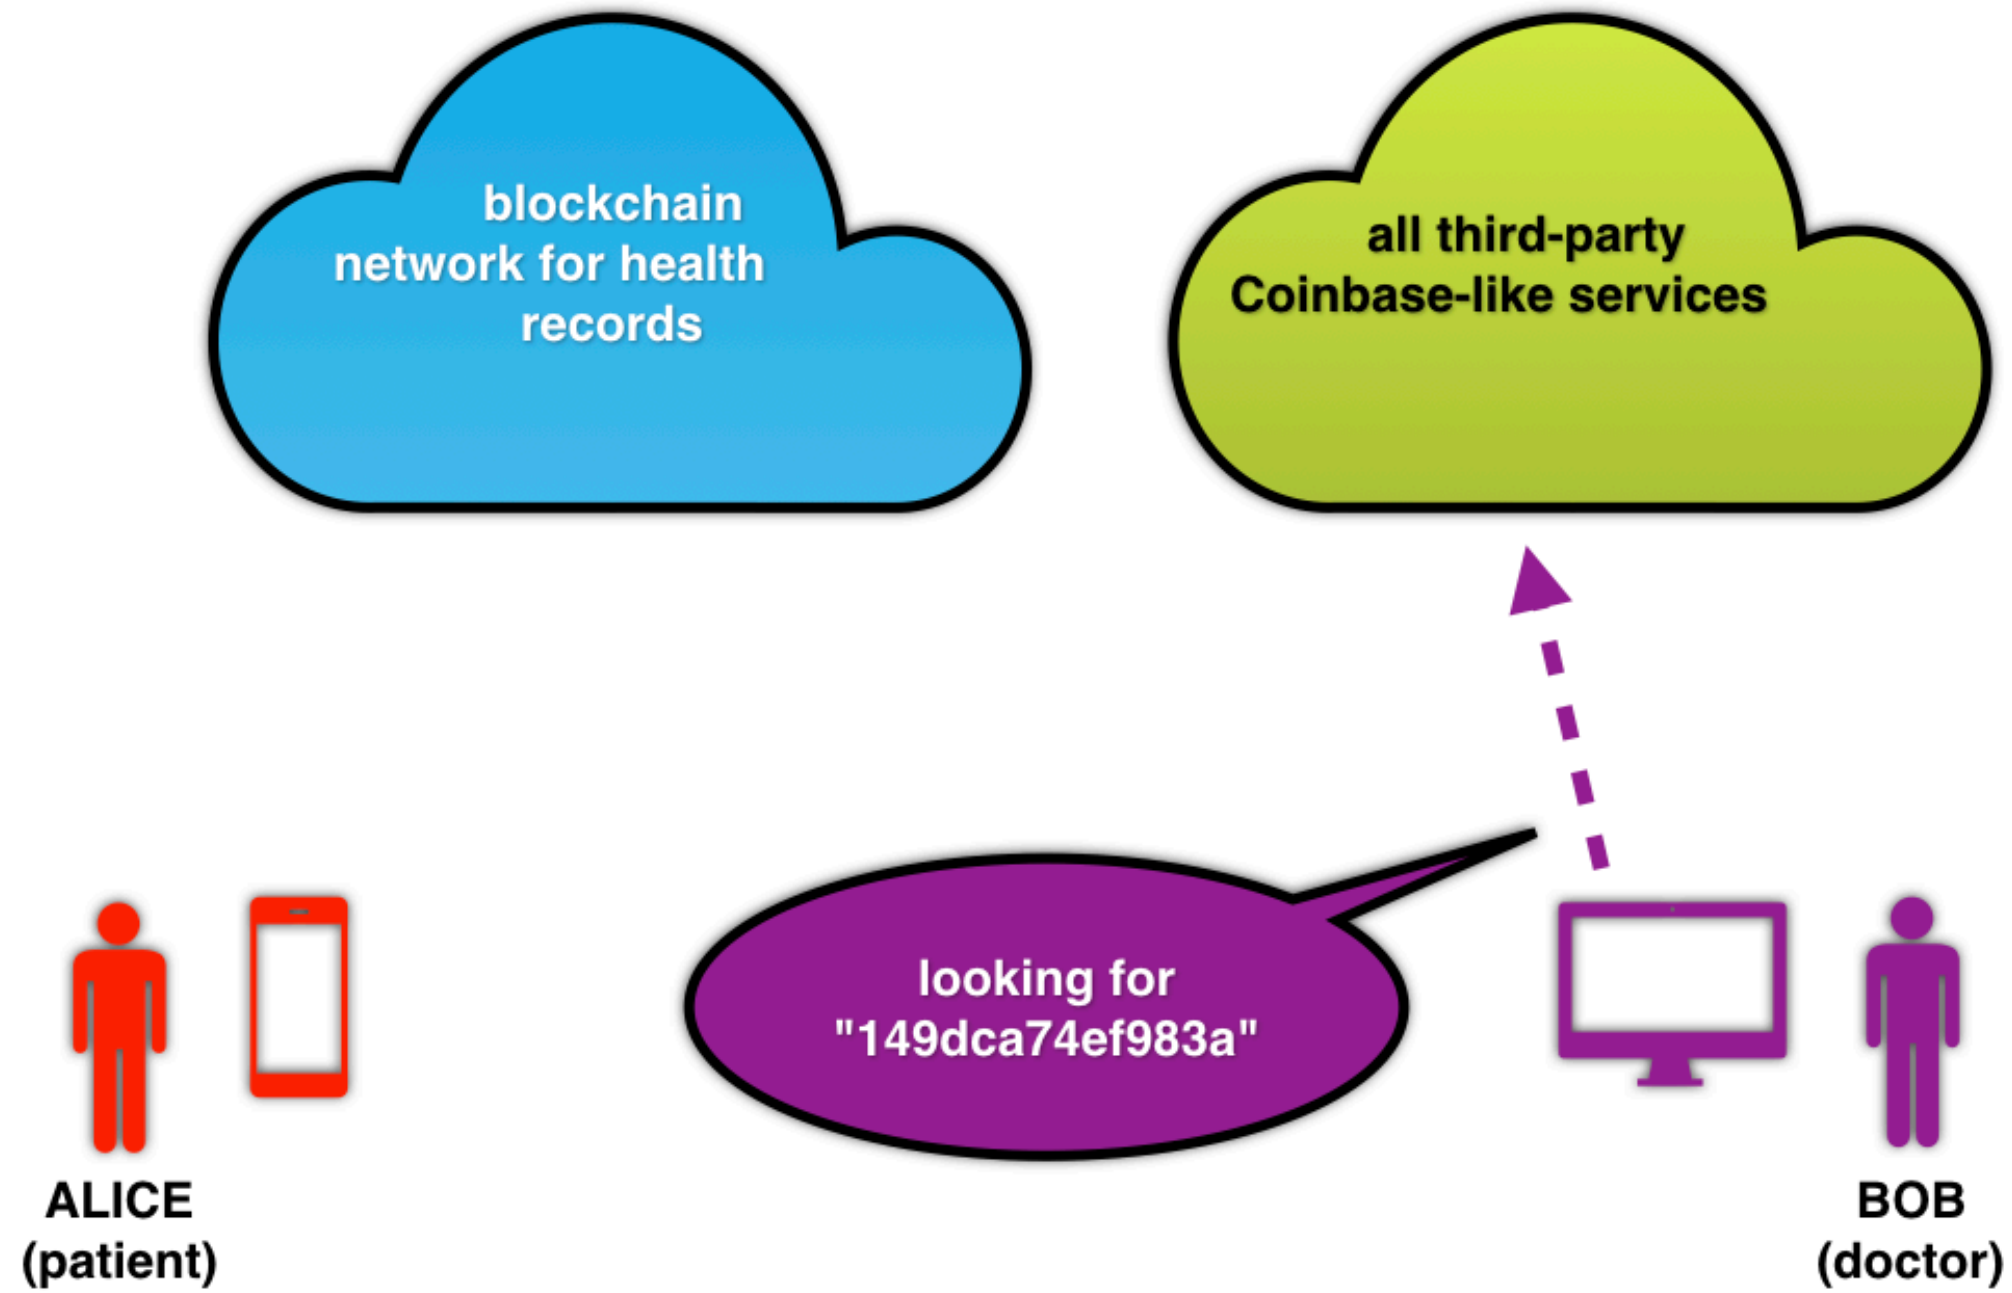 blockchain
network for health
records
all third-party
Coinbase-like services
looking for
"149dca74ef983a"
ALICE
(patient)
BOB
(doctor)